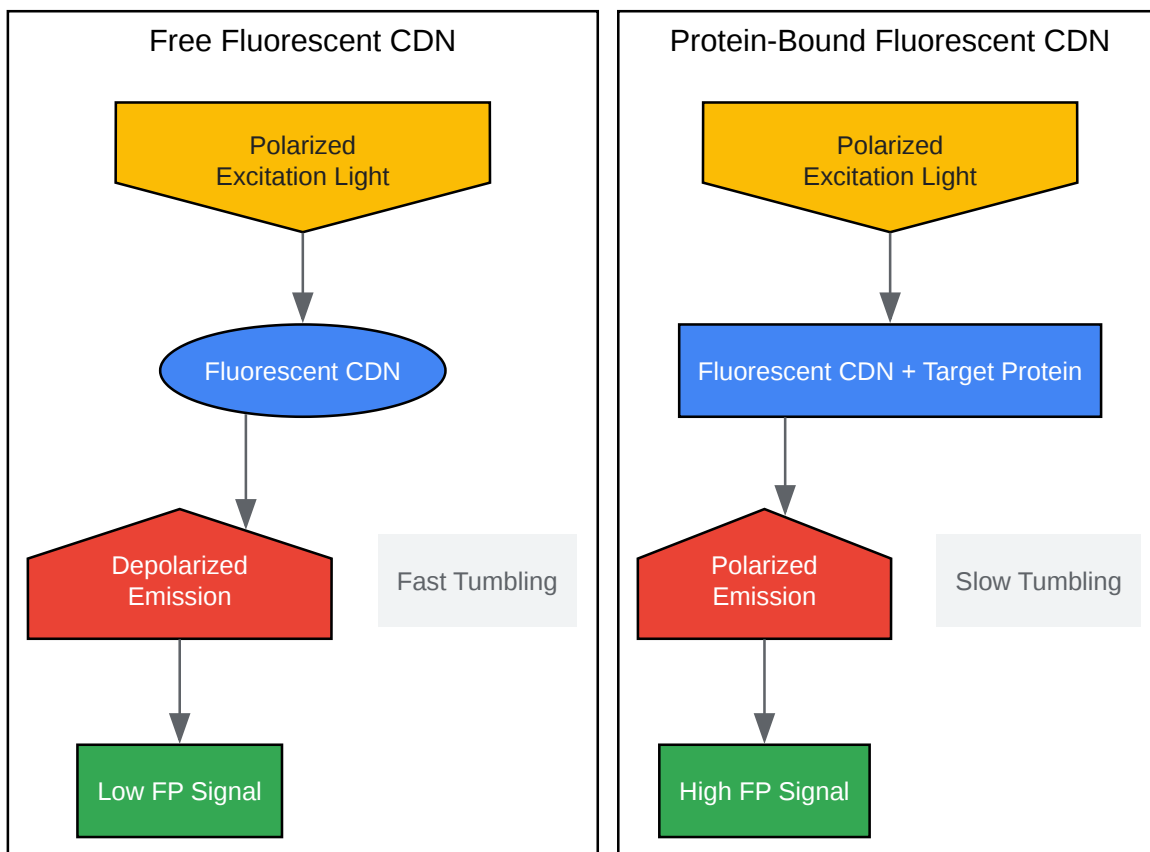 Free Fluorescent CDN
Polarized
Excitation Light
Fluorescent CDN
Depolarized
Emission
Fast Tumbling
Low FP Signal
Protein-Bound Fluorescent CDN
Polarized
Excitation Light
Fluorescent CDN + Target Protein
Polarized
Emission
Slow Tumbling
High FP Signal